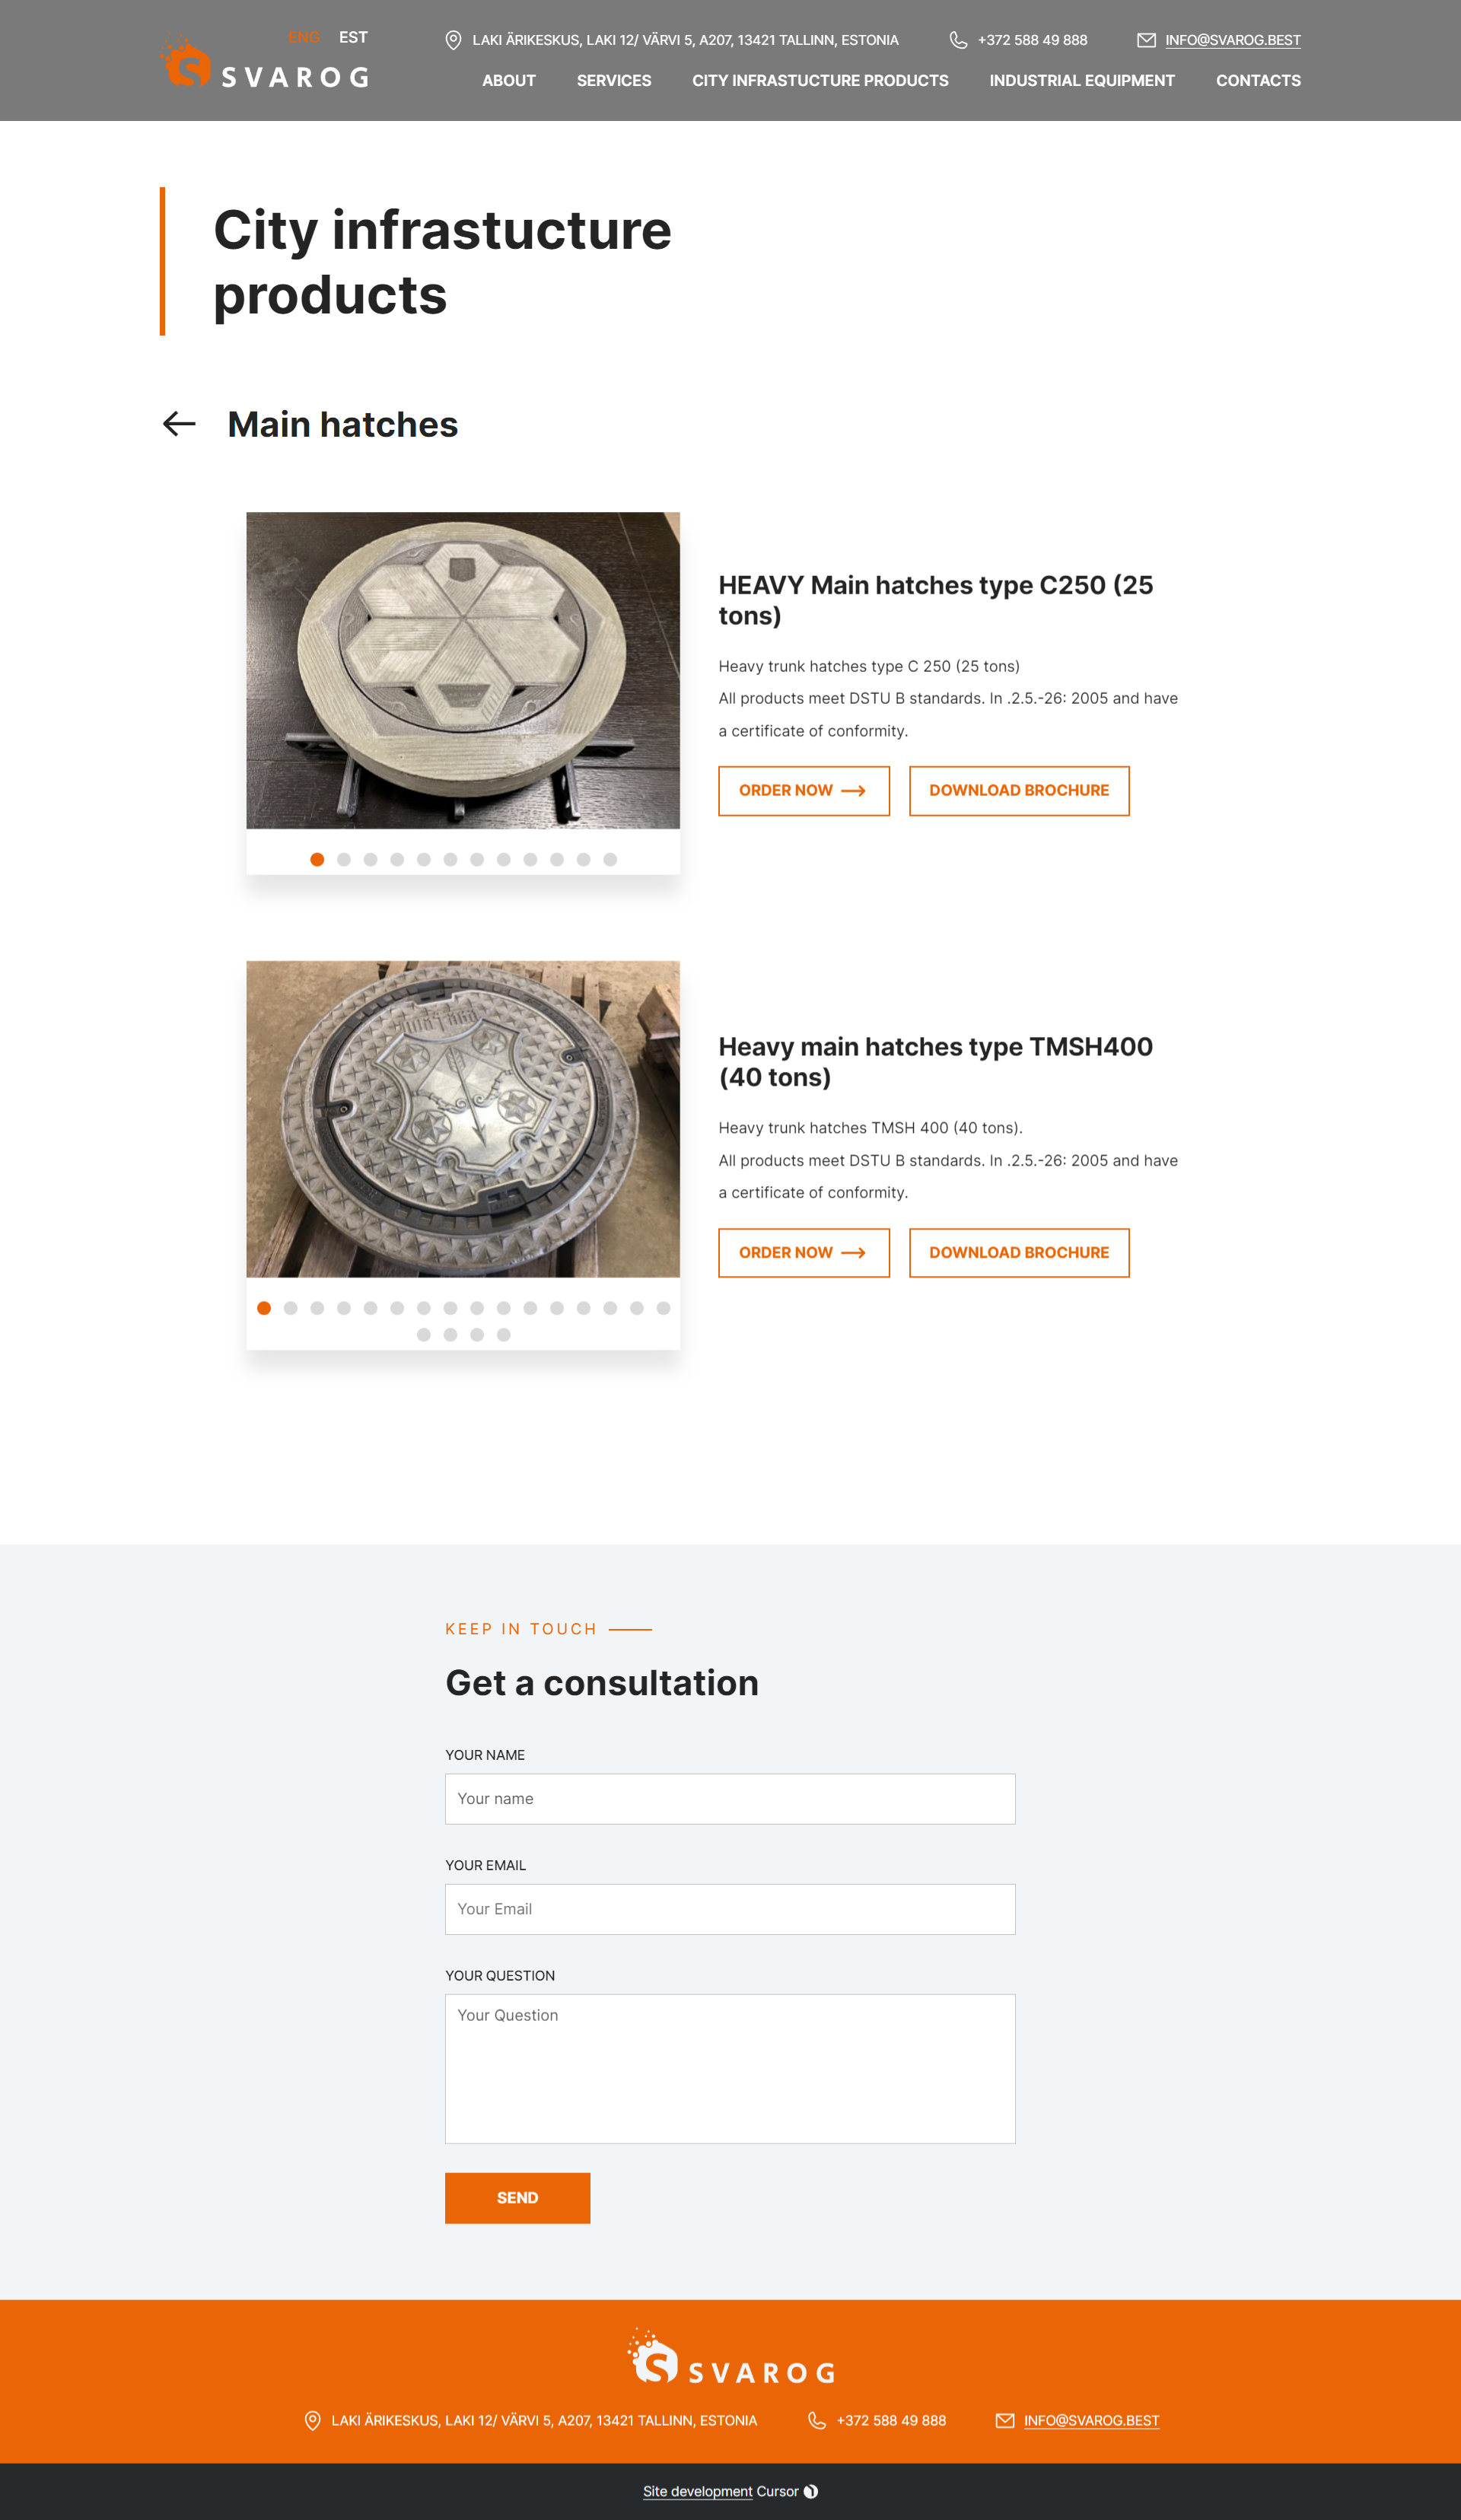 ENG EST
LAKI ÄRIKESKUS, LAKI 12/ VÄRVI 5, A207, 13421 TALLINN, ESTONIA
+372 588 49 888
INFO@SVAROG.BEST
SVAROG
ABOUT SERVICES CITY INFRASTUCTURE PRODUCTS INDUSTRIAL EQUIPMENT CONTACTS
City infrastucture
products
Main hatches
HEAVY Main hatches type C250 (25
tons)
Heavy trunk hatches type C 250 (25 tons)
All products meet DSTU B standards. In .2.5.-26: 2005 and have
a certificate of conformity.
ORDER NOW
DOWNLOAD BROCHURE
Heavy main hatches type TMSH400
(40 tons)
Heavy trunk hatches TMSH 400 (40 tons).
All products meet DSTU B standards. In .2.5.-26: 2005 and have
a certificate of conformity.
ORDER NOW
DOWNLOAD BROCHURE
KEEP IN TOUCH
Get a consultation
YOUR NAME
Your name
YOUR EMAIL
Your Email
YOUR QUESTION
Your Question
SEND
SVAROG
LAKI ÄRIKESKUS, LAKI 12/ VÄRVI 5, A207, 13421 TALLINN, ESTONIA
+372 588 49 888
INFO@SVAROG.BEST
Site development Cursor